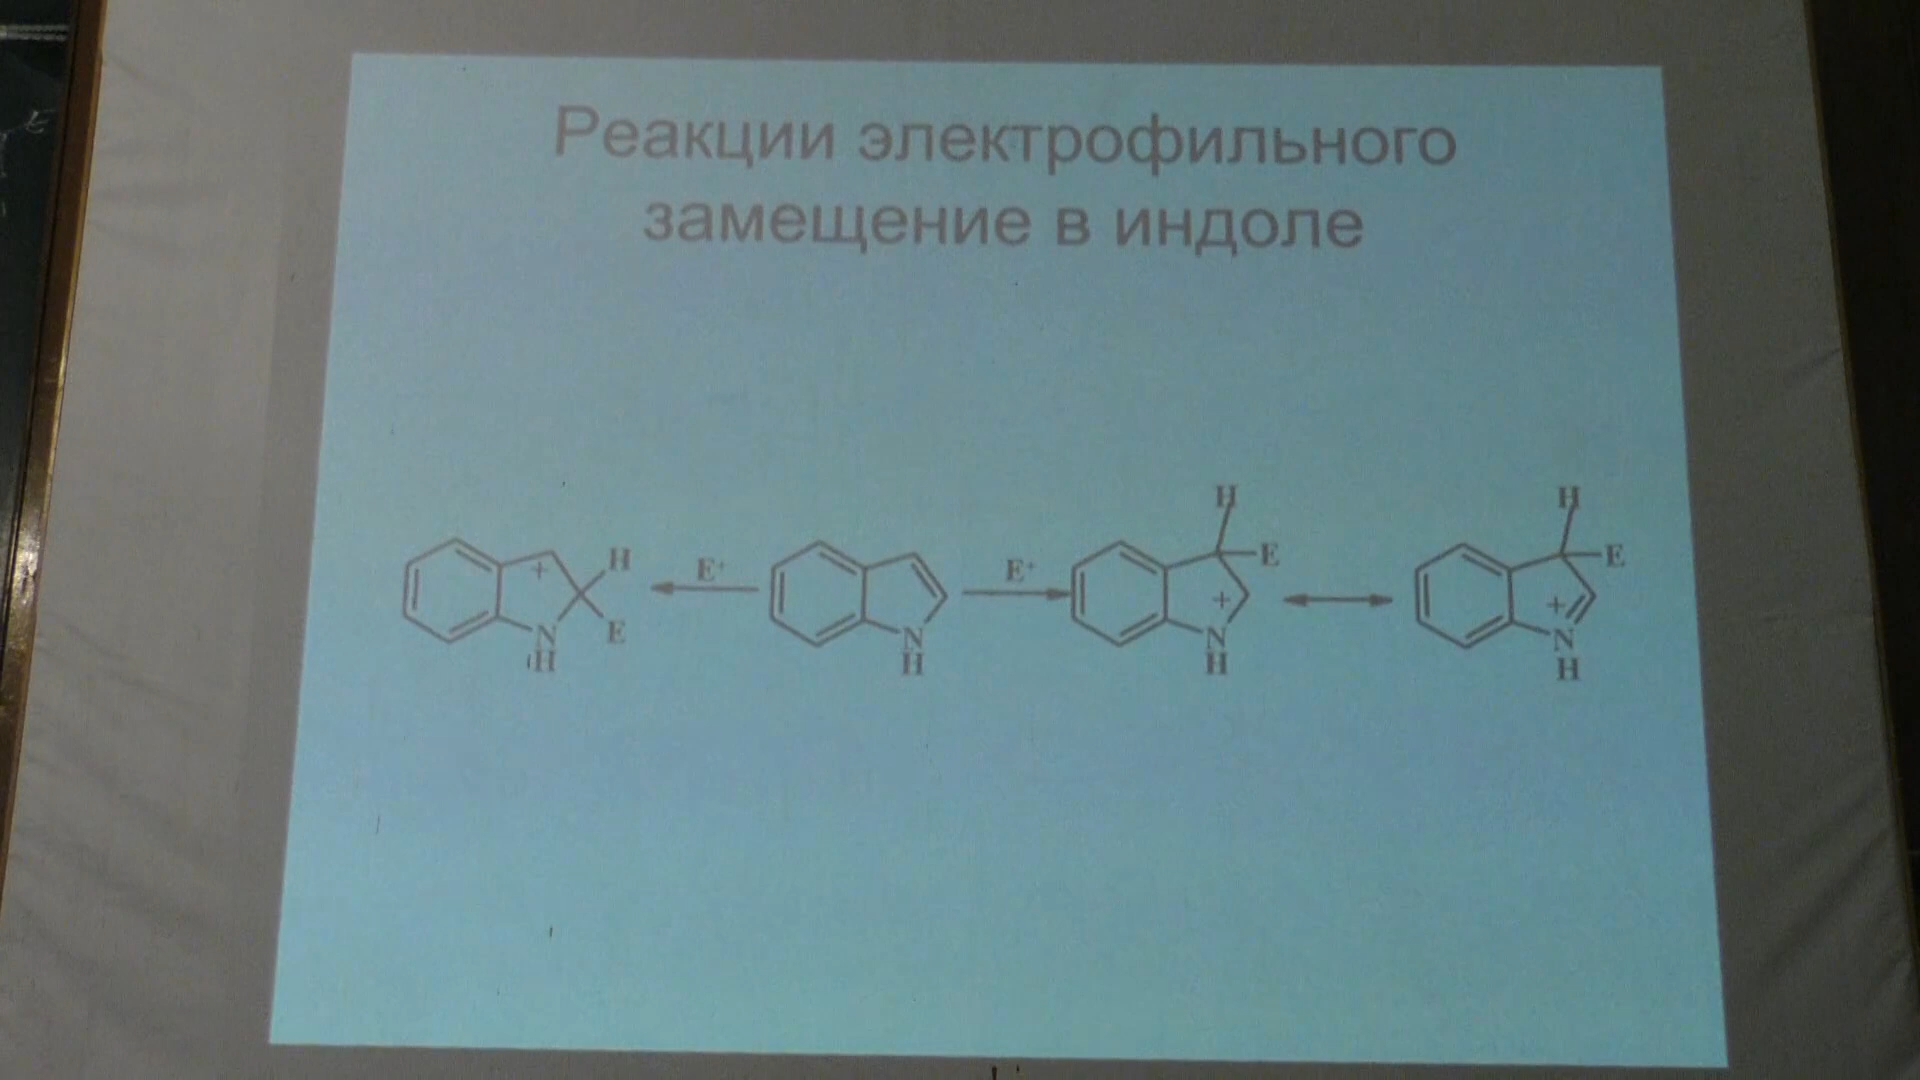 Реакции электрофильного
замещение в индоле
H H
H E⁺ E⁺ E E
+ + +
N E N N N
H H H H